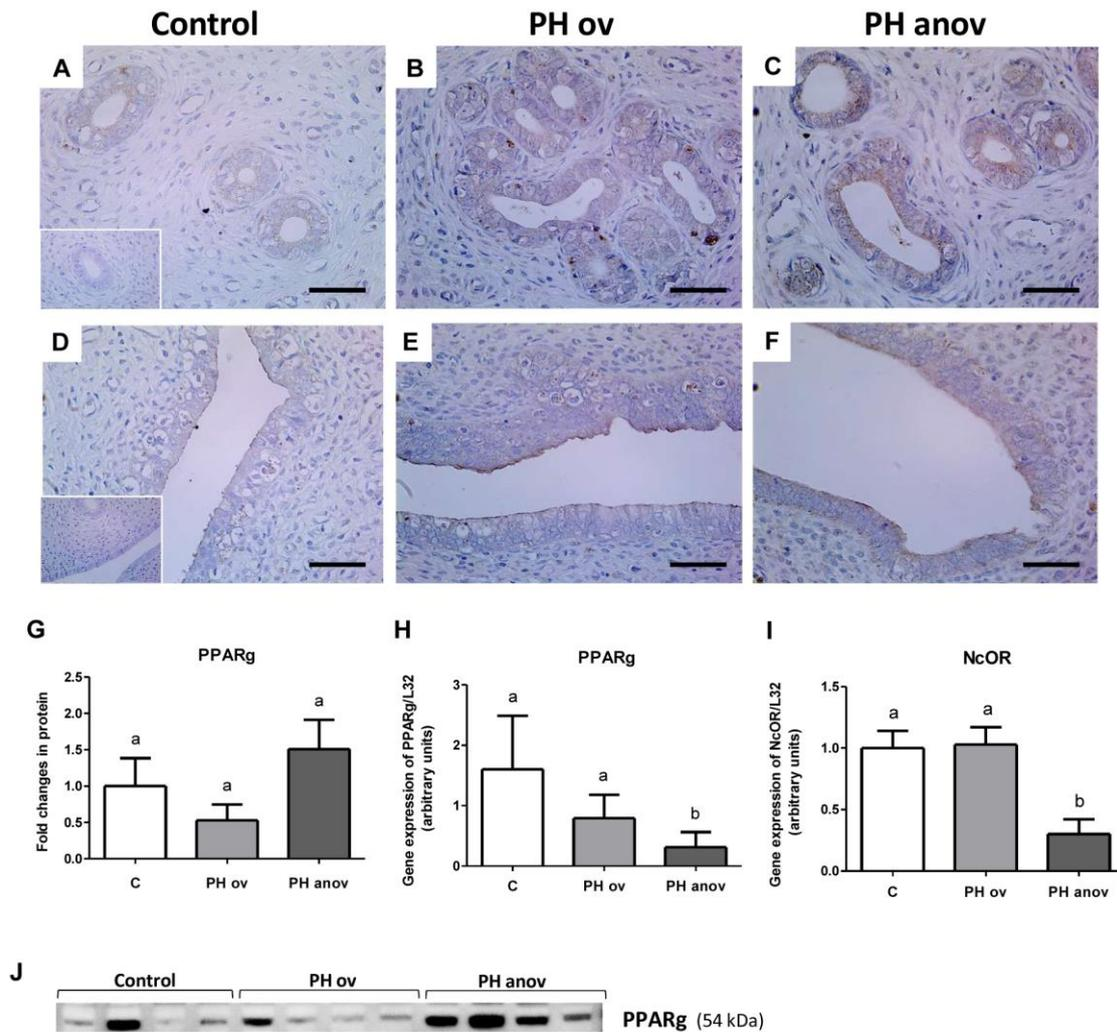 Control PH ov PH anov
A B C
D E F
G H I
PPARg PPARg NcOR
Fold changes in protein
2.5
2.0
1.5
1.0
0.5
0.0
a a a
C PH ov PH anov
Gene expression of PPARg/L32
(arbitrary units)
3
2
1
0
a a b
C PH ov PH anov
Gene expression of NcOR/L32
(arbitrary units)
1.5
1.0
0.5
0.0
a a b
C PH ov PH anov
J
Control PH ov PH anov
PPARg (54 kDa)